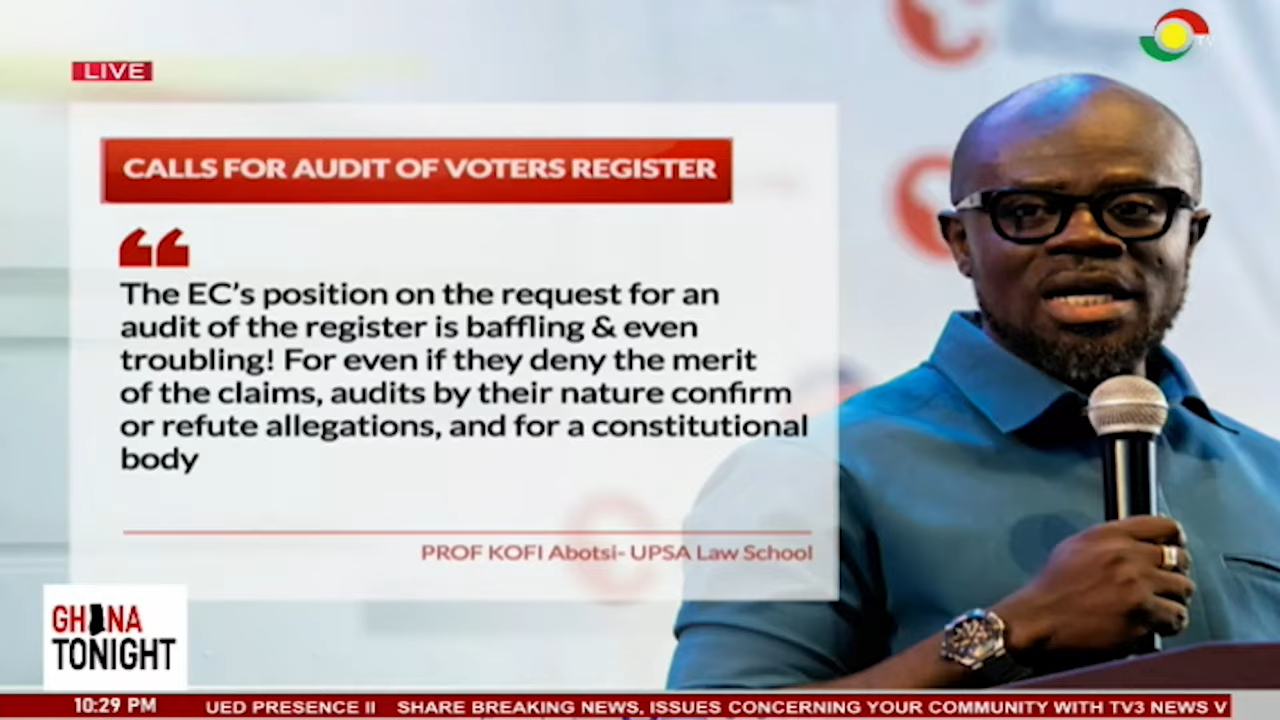 LIVE
CALLS FOR AUDIT OF VOTERS REGISTER
The EC's position on the request for an
audit of the register is baffling & even
troubling! For even if they deny the merit
of the claims, audits by their nature confirm
or refute allegations, and for a constitutional
body
PROF KOFI Abotsi- UPSA Law School
GHANA
TONIGHT
10:29 PM UED PRESENCE II SHARE BREAKING NEWS, ISSUES CONCERNING YOUR COMMUNITY WITH TV3 NEWS V